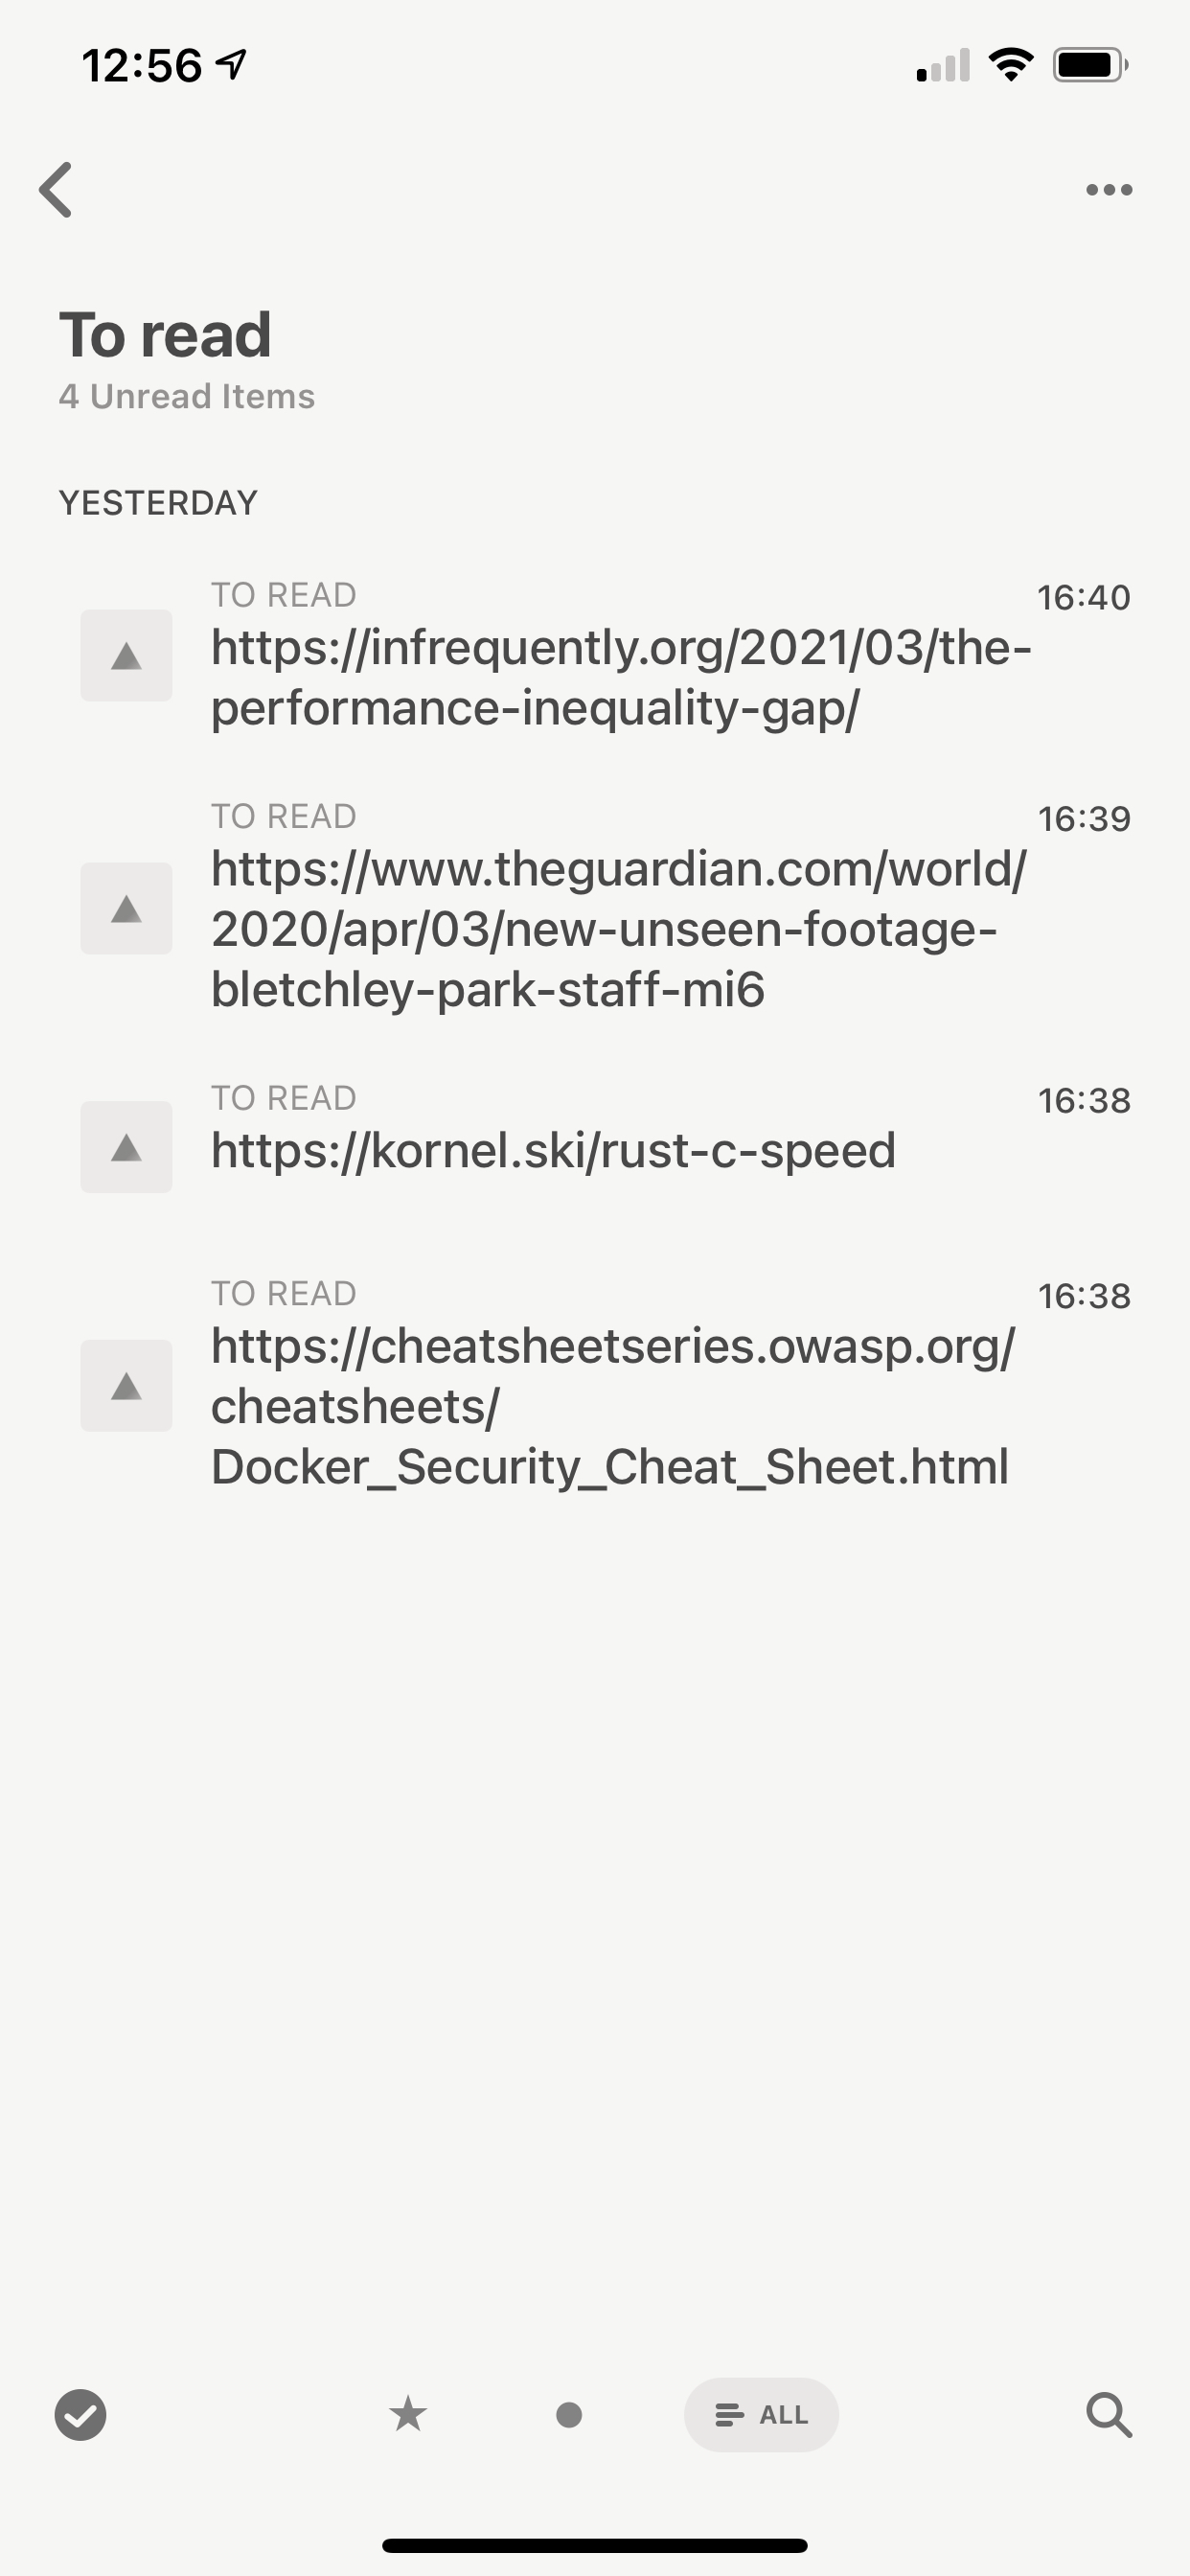 12:56
To read
4 Unread Items
YESTERDAY
TO READ
16:40
https://infrequently.org/2021/03/the-
performance-inequality-gap/
TO READ
16:39
https://www.theguardian.com/world/
2020/apr/03/new-unseen-footage-
bletchley-park-staff-mi6
TO READ
16:38
https://kornel.ski/rust-c-speed
TO READ
16:38
https://cheatsheetseries.owasp.org/
cheatsheets/
Docker_Security_Cheat_Sheet.html
ALL